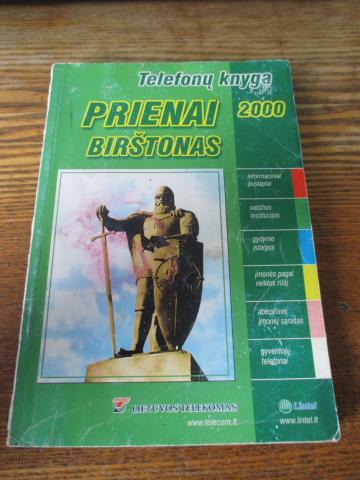 Telefonų knyga
PRIENAI 2000
BIRŠTONAS
informaciniai
puslapiai
valdžios
institucijos
gydymo
įstaigos
įmonės pagal
veiklos rūšį
abėcėlinis
įmonių sąrašas
gyventojų
telefonai
LIETUVOS TELEKOMAS
www.telecom.lt
Lintel
www.lintel.lt